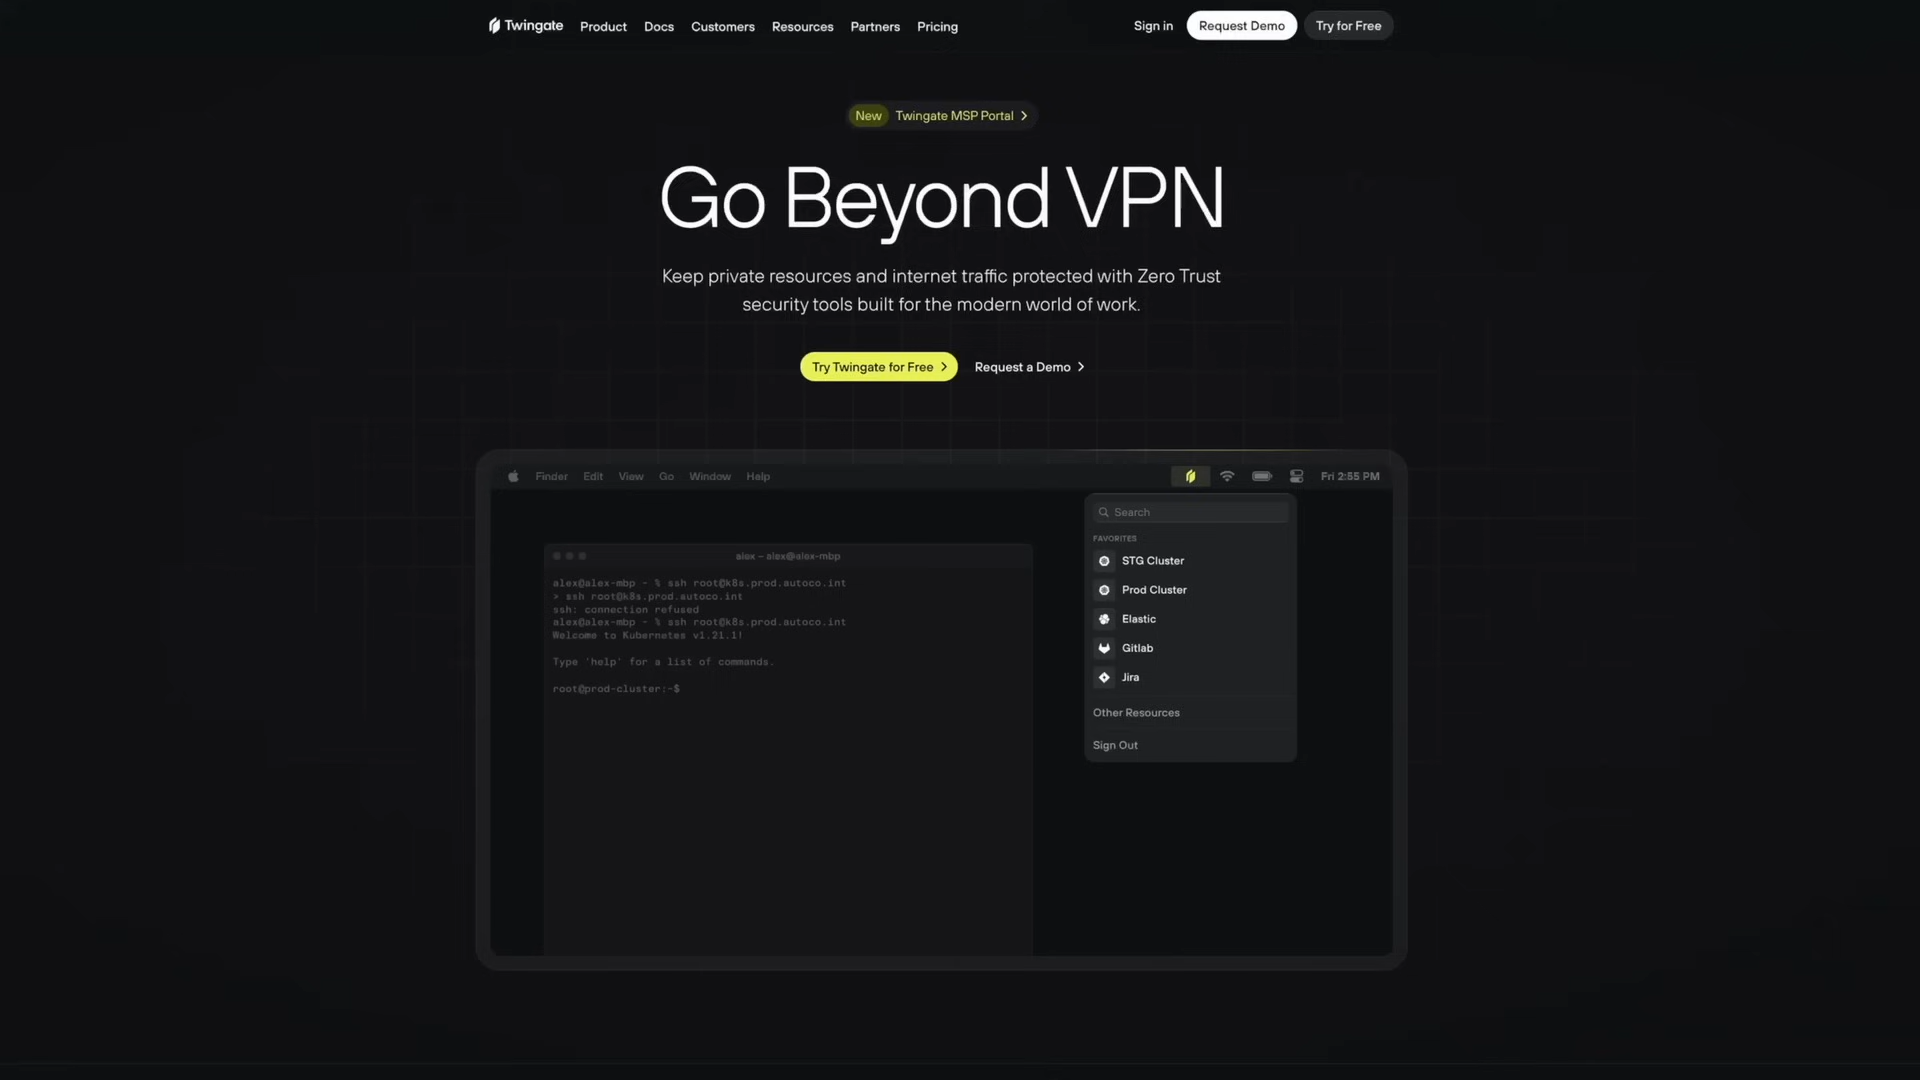 Twingate Product Docs Customers Resources Partners Pricing Sign in Request Demo Try for Free
New Twingate MSP Portal
Go Beyond VPN
Keep private resources and internet traffic protected with Zero Trust
security tools built for the modern world of work.
Try Twingate for Free Request a Demo
Finder Edit View Go Window Help Fri 2:55 PM
alex – alex@alex-mbp
alex@alex-mbp - % ssh root@k8s.prod.autoco.int
> ssh root@k8s.prod.autoco.int
ssh: connection refused
alex@alex-mbp - % ssh root@k8s.prod.autoco.int
Welcome to Kubernetes v1.21.1!
Type 'help' for a list of commands.
root@prod-cluster:~$
Search
FAVORITES
STG Cluster
Prod Cluster
Elastic
Gitlab
Jira
Other Resources
Sign Out